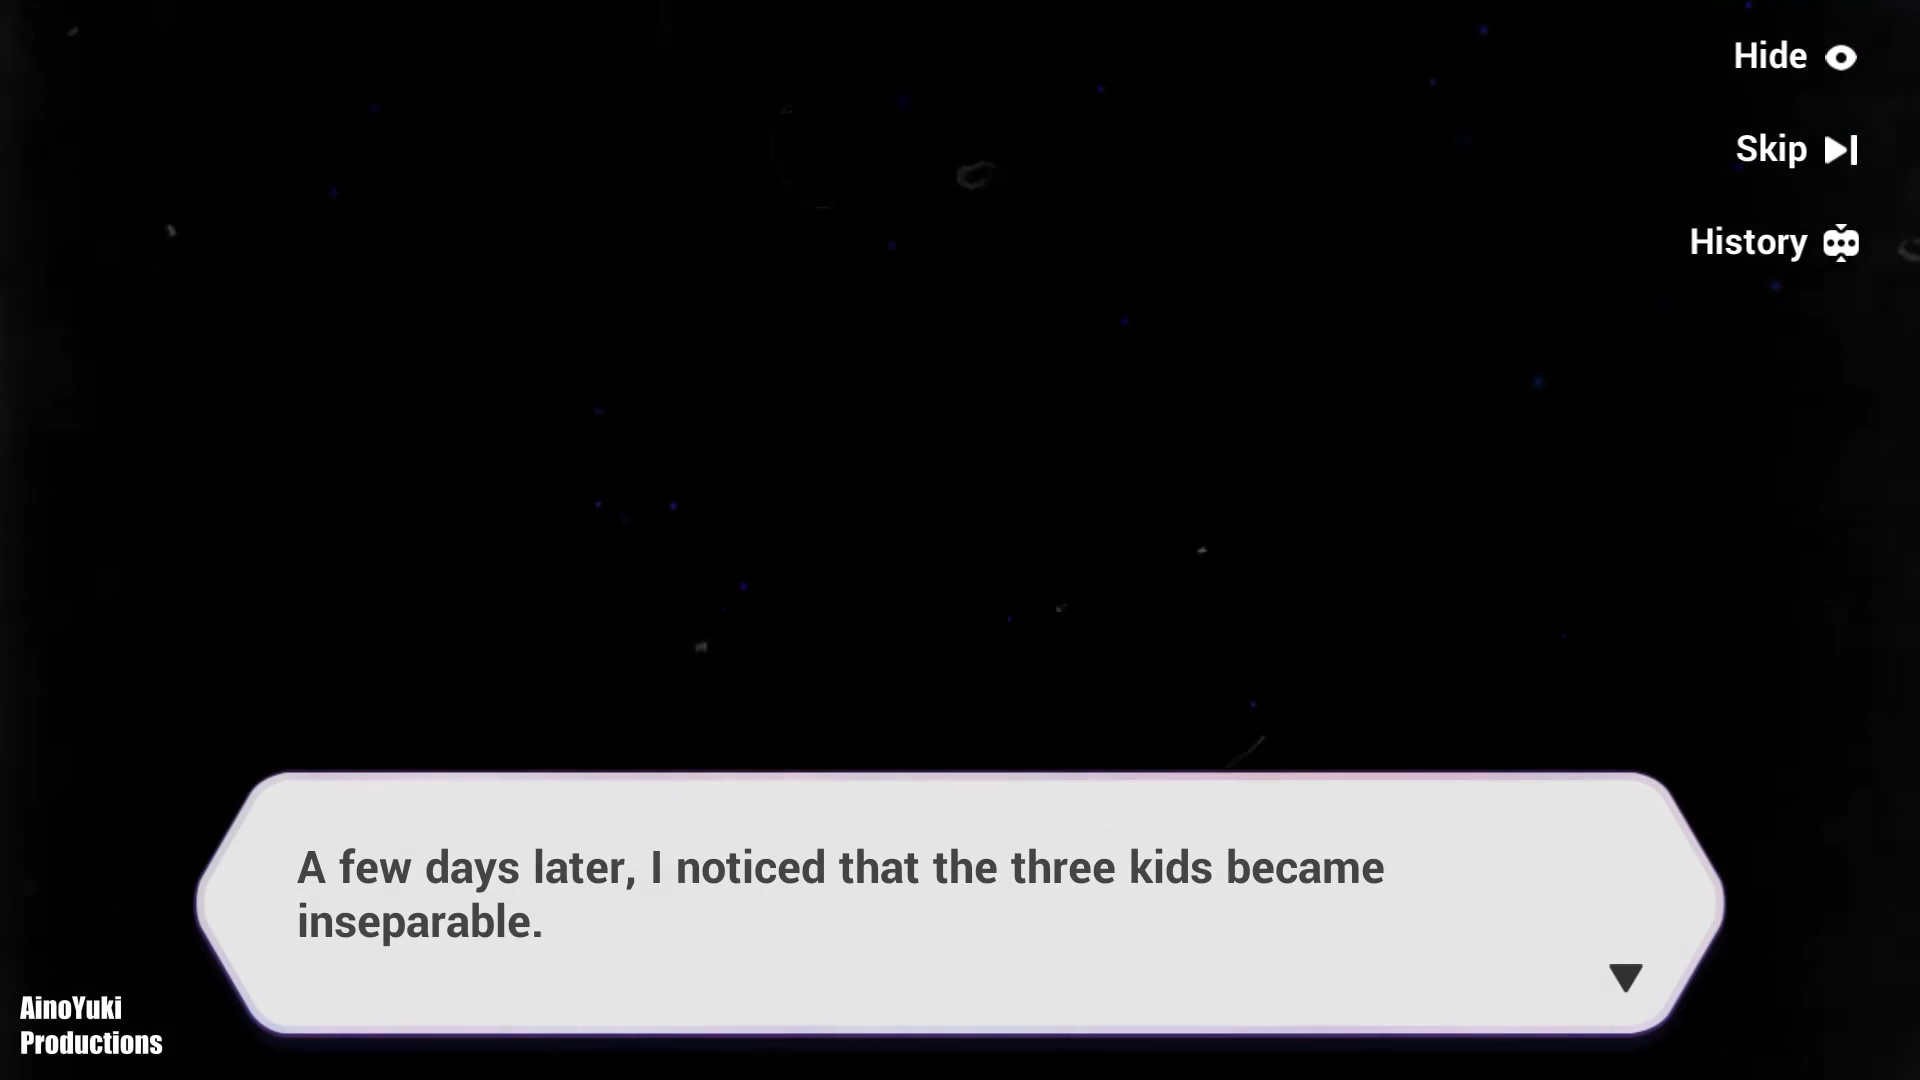 Hide
Skip
History
A few days later, I noticed that the three kids became
inseparable.
AinoYuki
Productions